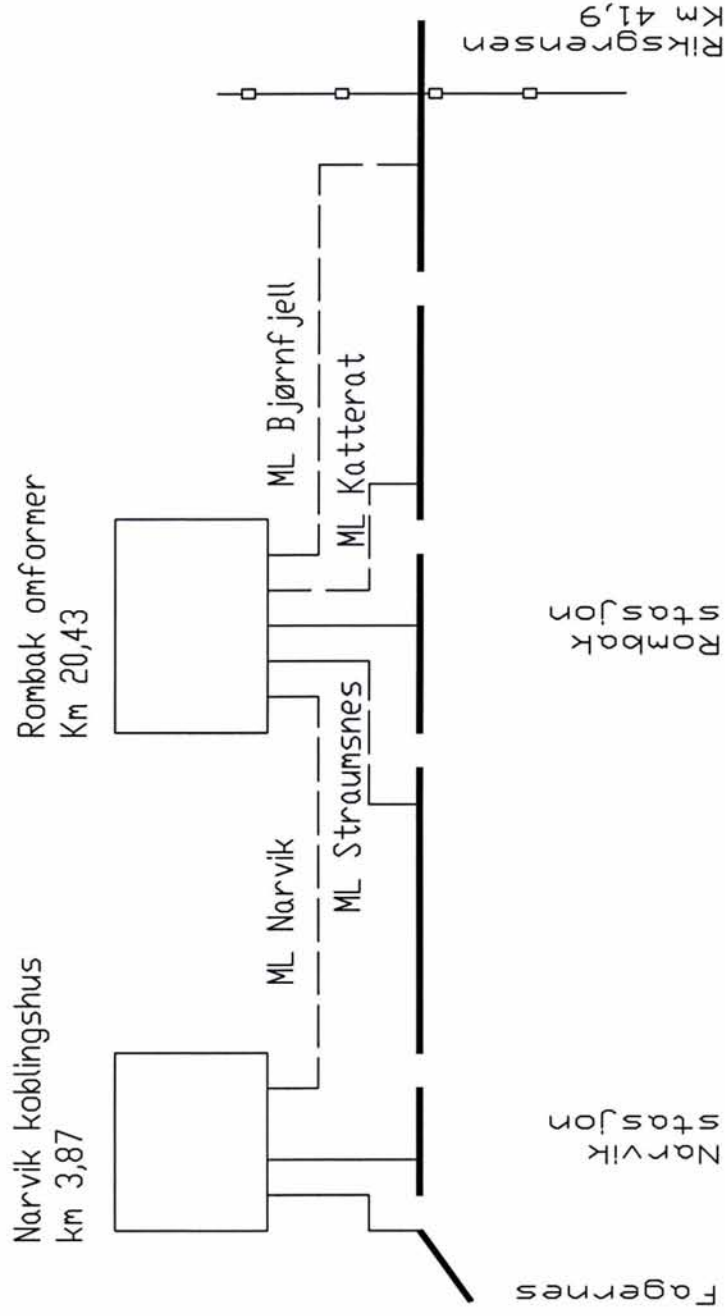 Narvik koblingshus
km 3,87
Rombak omformer
Km 20,43
ML Narvik
ML Straumsnes
ML Bjørnfjell
ML Katterat
Fagernes
Narvik
stasjon
Rombak
stasjon
Riksgrensen
Km 41,9